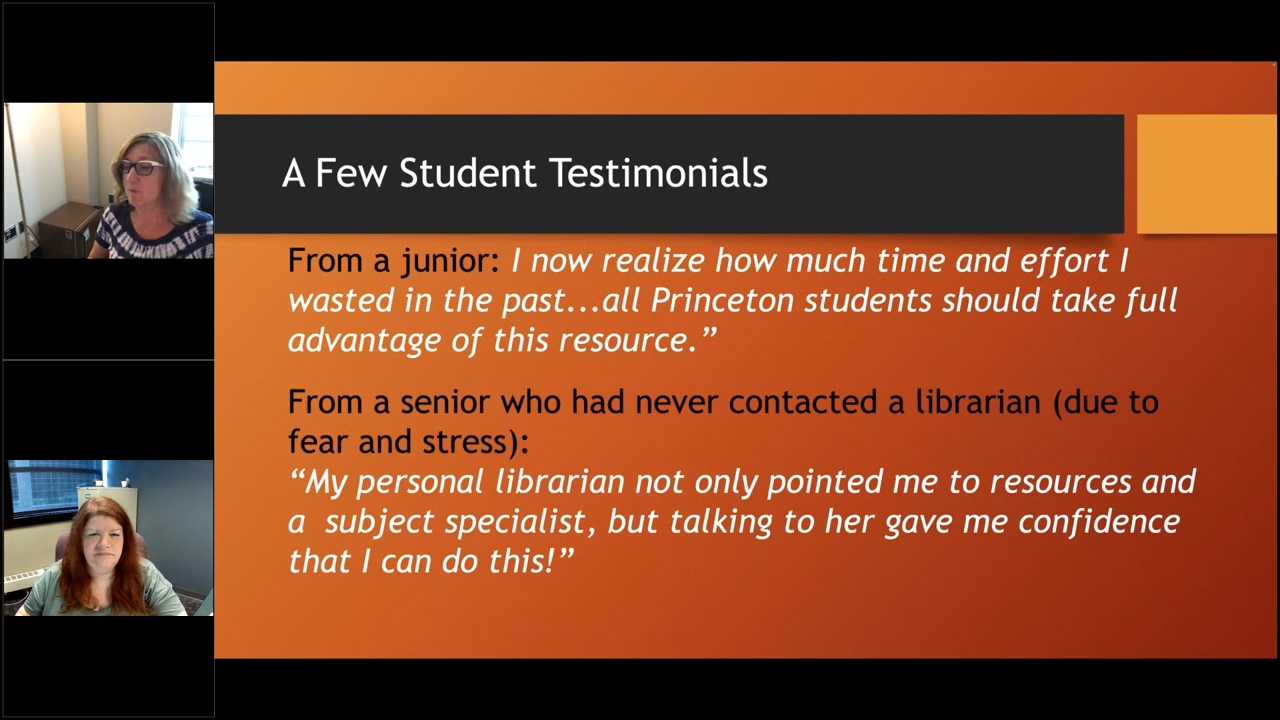 A Few Student Testimonials
From a junior: I now realize how much time and effort I
wasted in the past...all Princeton students should take full
advantage of this resource.”
From a senior who had never contacted a librarian (due to
fear and stress):
“My personal librarian not only pointed me to resources and
a  subject specialist, but talking to her gave me confidence
that I can do this!”